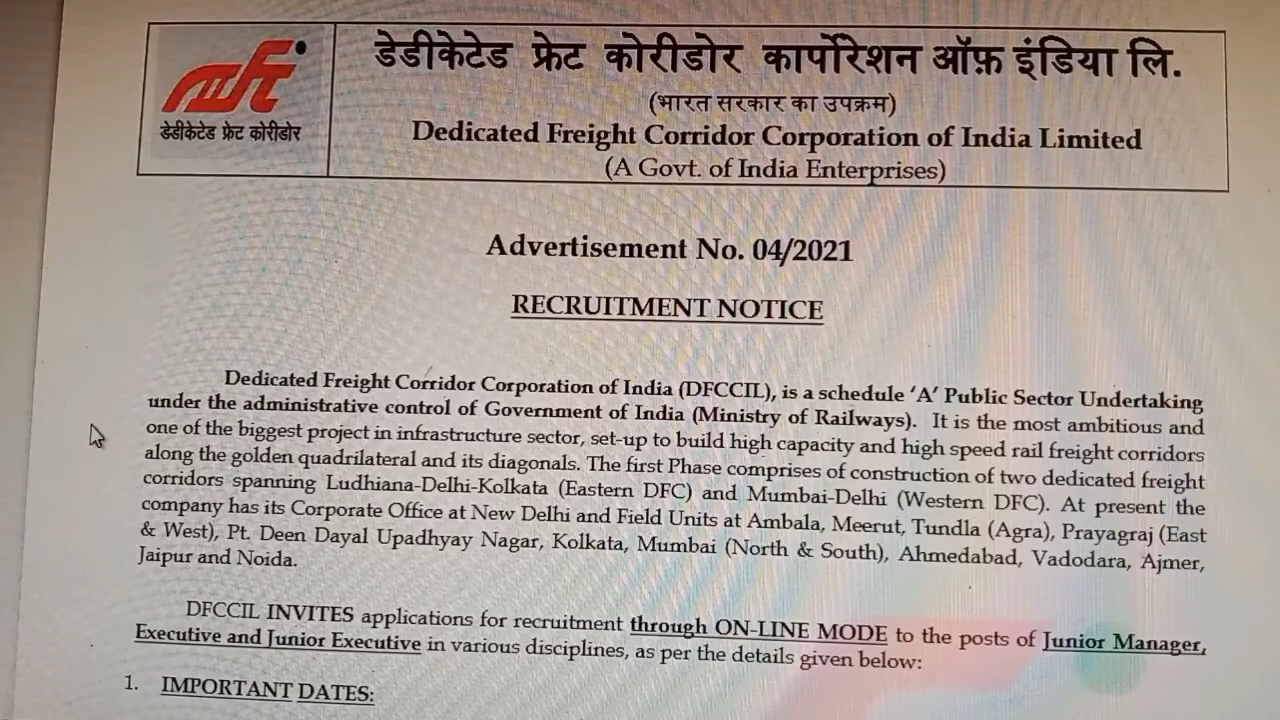 डेडीकेटेड फ्रेट कोरीडोर
डेडीकेटेड फ्रेट कोरीडोर कार्पोरेशन ऑफ़ इंडिया लि.
(भारत सरकार का उपक्रम)
Dedicated Freight Corridor Corporation of India Limited
(A Govt. of India Enterprises)
Advertisement No. 04/2021
RECRUITMENT NOTICE
Dedicated Freight Corridor Corporation of India (DFCCIL), is a schedule 'A' Public Sector Undertaking
under the administrative control of Government of India (Ministry of Railways). It is the most ambitious and
one of the biggest project in infrastructure sector, set-up to build high capacity and high speed rail freight corridors
along the golden quadrilateral and its diagonals. The first Phase comprises of construction of two dedicated freight
corridors spanning Ludhiana-Delhi-Kolkata (Eastern DFC) and Mumbai-Delhi (Western DFC). At present the
company has its Corporate Office at New Delhi and Field Units at Ambala, Meerut, Tundla (Agra), Prayagraj (East
& West), Pt. Deen Dayal Upadhyay Nagar, Kolkata, Mumbai (North & South), Ahmedabad, Vadodara, Ajmer,
Jaipur and Noida.
DFCCIL INVITES applications for recruitment through ON-LINE MODE to the posts of Junior Manager,
Executive and Junior Executive in various disciplines, as per the details given below:
1. IMPORTANT DATES: